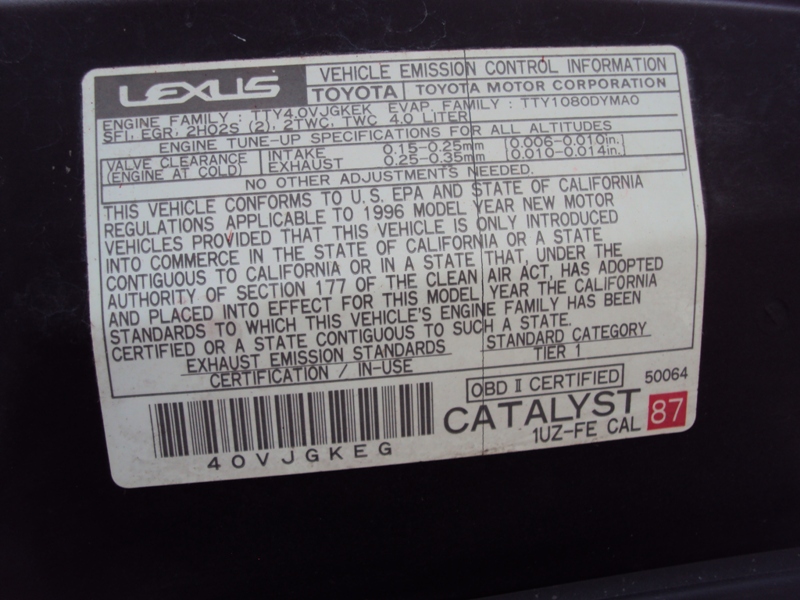 LEXUS VEHICLE EMISSION CONTROL INFORMATION
TOYOTA TOYOTA MOTOR CORPORATION
ENGINE FAMILY : TTY4.0VJGKEK EVAP. FAMILY : TTY1080DYMA0
SFI, EGR, 2HO2S (2), 2TWC, TWC 4.0 LITER
ENGINE TUNE-UP SPECIFICATIONS FOR ALL ALTITUDES
VALVE CLEARANCE INTAKE 0.15-0.25mm [0.006-0.010in.]
(ENGINE AT COLD) EXHAUST 0.25-0.35mm [0.010-0.014in.]
NO OTHER ADJUSTMENTS NEEDED.
THIS VEHICLE CONFORMS TO U.S. EPA AND STATE OF CALIFORNIA
REGULATIONS APPLICABLE TO 1996 MODEL YEAR NEW MOTOR
VEHICLES PROVIDED THAT THIS VEHICLE IS ONLY INTRODUCED
INTO COMMERCE IN THE STATE OF CALIFORNIA OR A STATE
CONTIGUOUS TO CALIFORNIA OR IN A STATE THAT, UNDER THE
AUTHORITY OF SECTION 177 OF THE CLEAN AIR ACT, HAS ADOPTED
AND PLACED INTO EFFECT FOR THIS MODEL YEAR THE CALIFORNIA
STANDARDS TO WHICH THIS VEHICLE'S ENGINE FAMILY HAS BEEN
CERTIFIED OR A STATE CONTIGUOUS TO SUCH A STATE.
EXHAUST EMISSION STANDARDS STANDARD CATEGORY
CERTIFICATION / IN-USE TIER 1
OBD II CERTIFIED 50064
CATALYST 87
1UZ-FE CAL
40VJGKEG